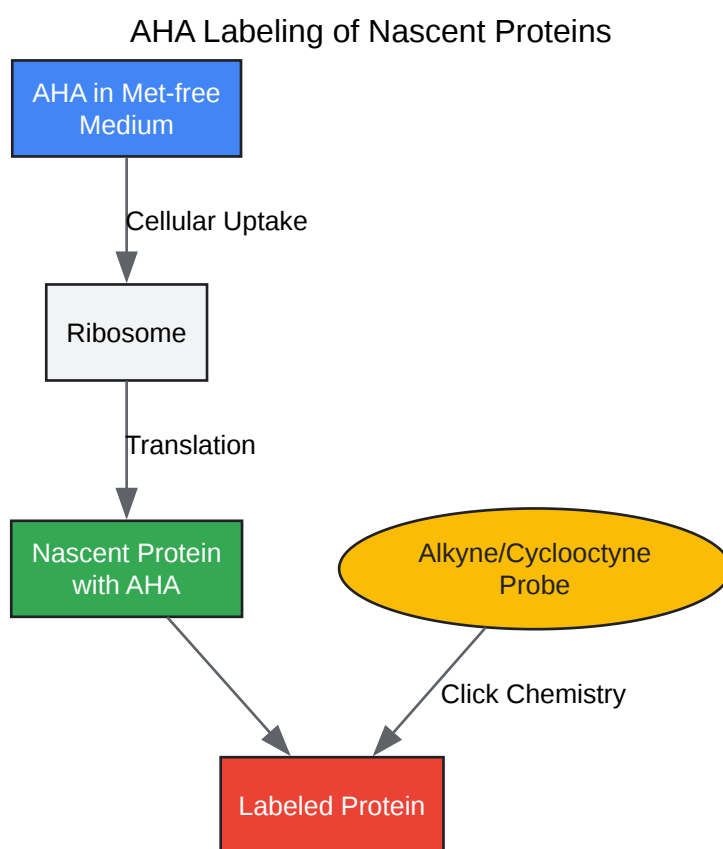 AHA Labeling of Nascent Proteins
AHA in Met-free
Medium
Cellular Uptake
Ribosome
Translation
Nascent Protein
with AHA
Alkyne/Cyclooctyne
Probe
Click Chemistry
Labeled Protein